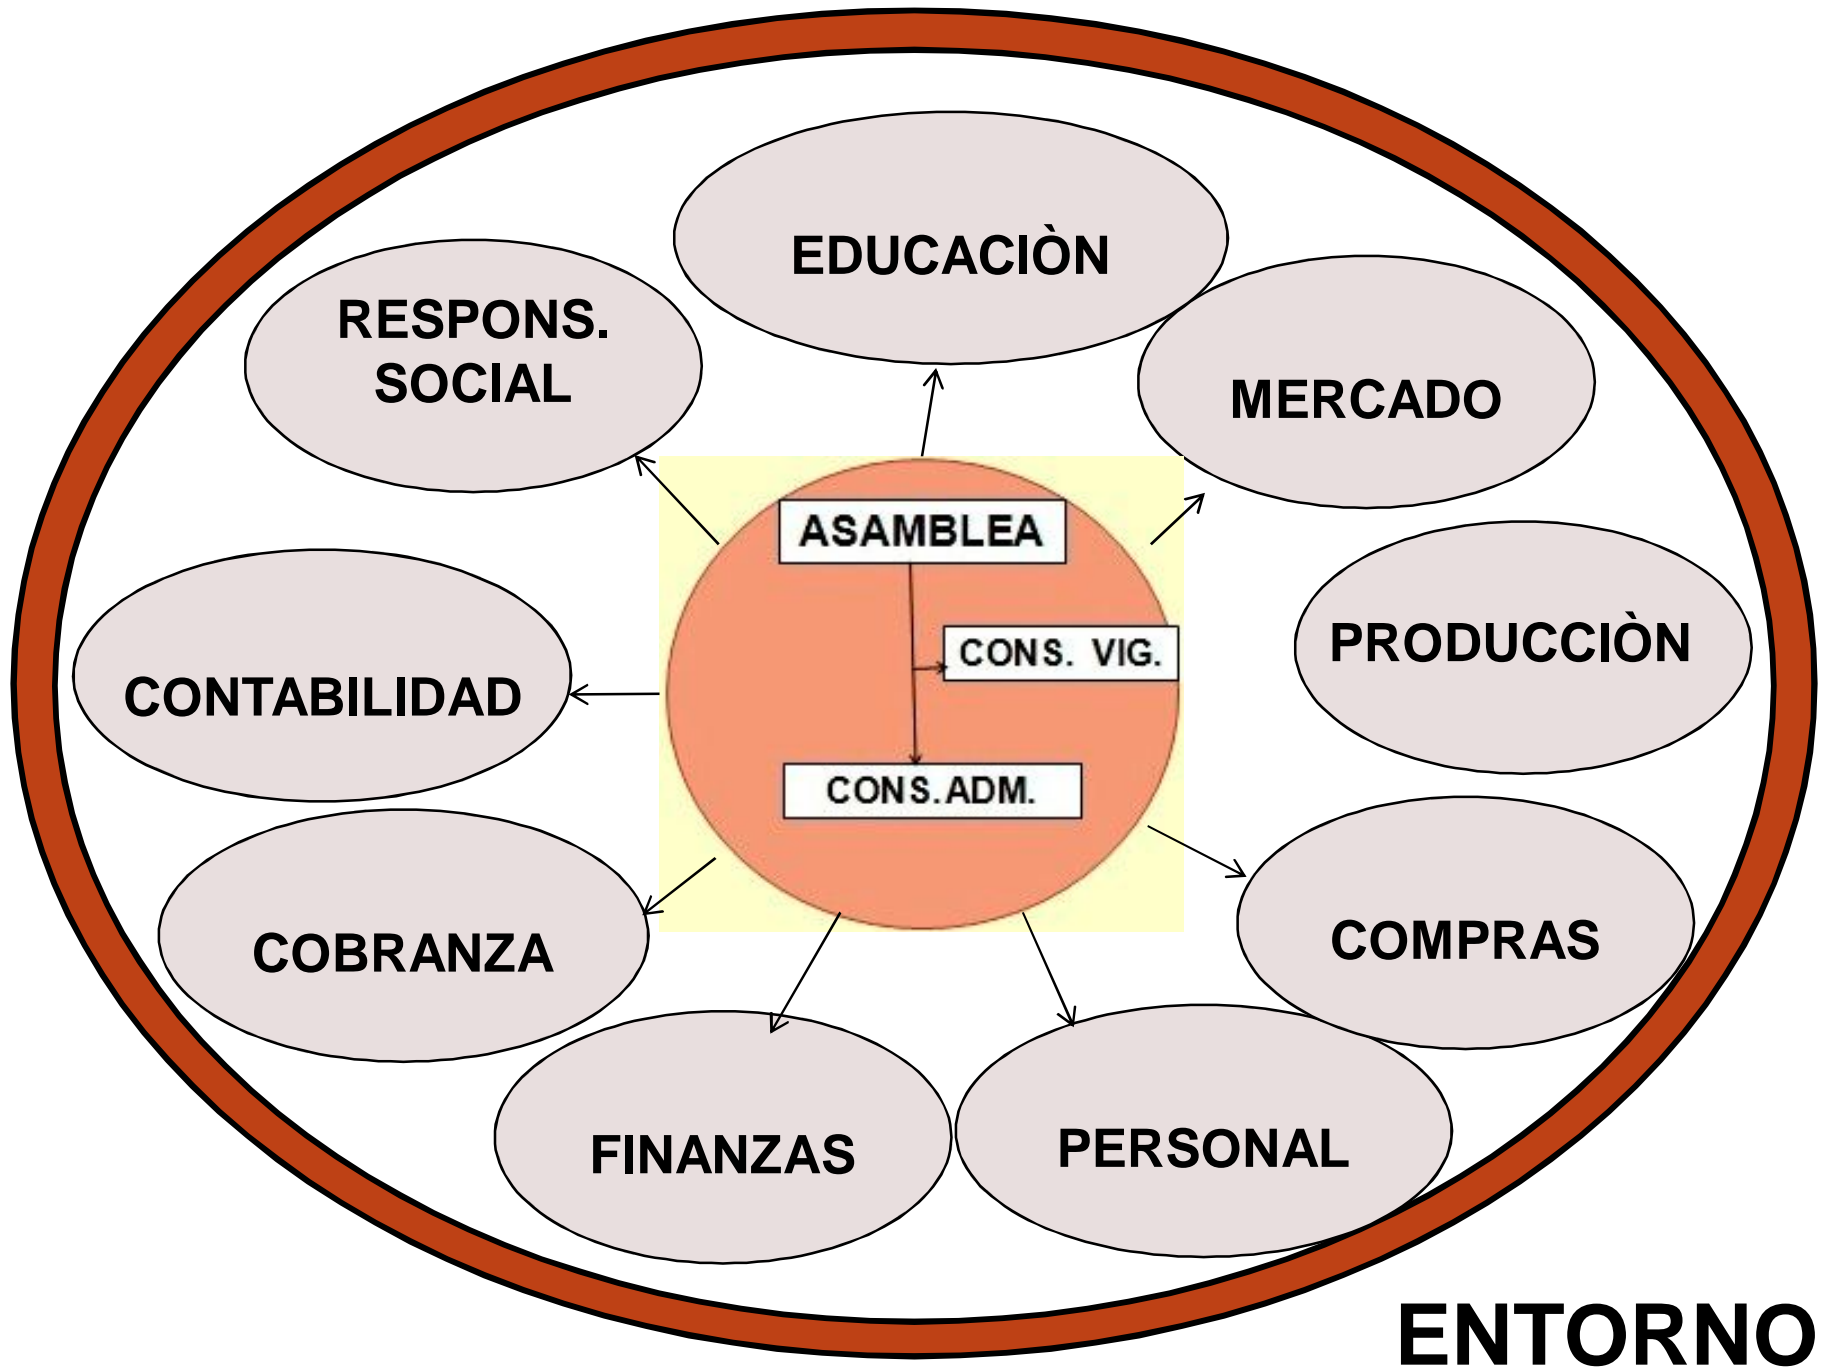 EDUCACIÒN
RESPONS.
SOCIAL
MERCADO
ASAMBLEA
CONS. VIG.
PRODUCCIÒN
CONTABILIDAD
CONS.ADM.
COBRANZA
COMPRAS
FINANZAS
PERSONAL
ENTORNO